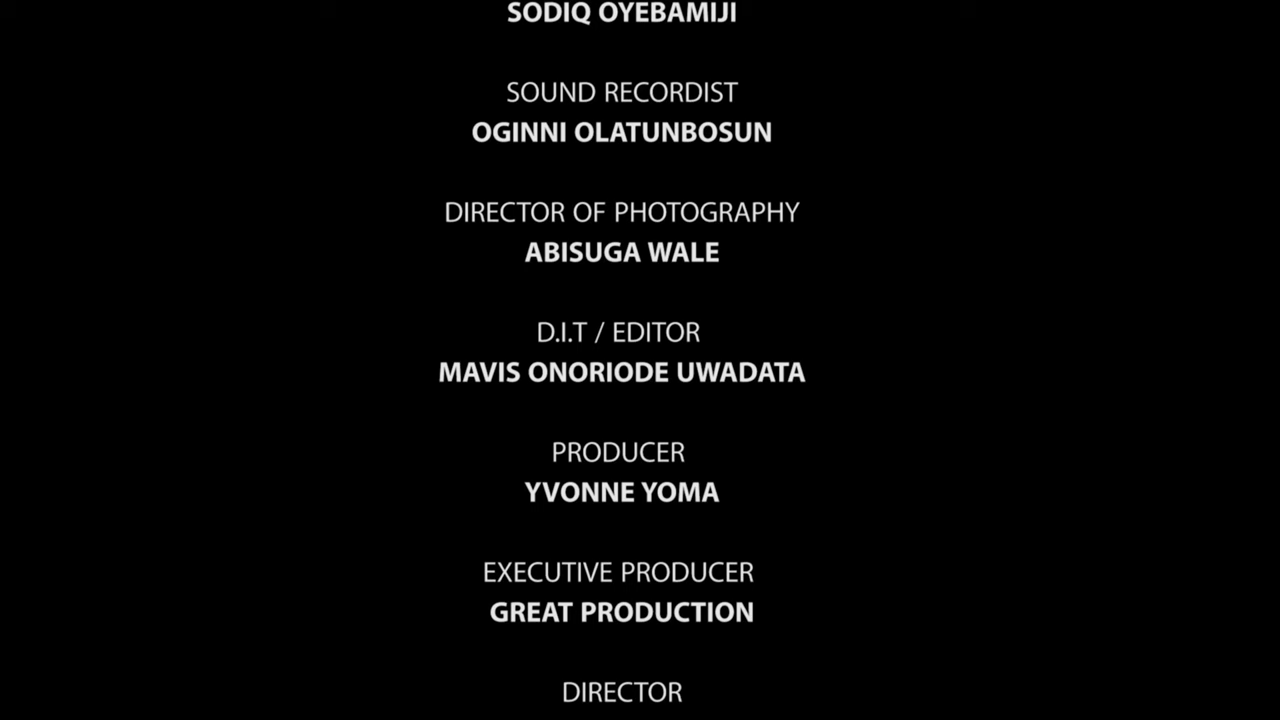 SODIQ OYEBAMIJI
SOUND RECORDIST
OGINNI OLATUNBOSUN
DIRECTOR OF PHOTOGRAPHY
ABISUGA WALE
D.I.T / EDITOR
MAVIS ONORIODE UWADATA
PRODUCER
YVONNE YOMA
EXECUTIVE PRODUCER
GREAT PRODUCTION
DIRECTOR